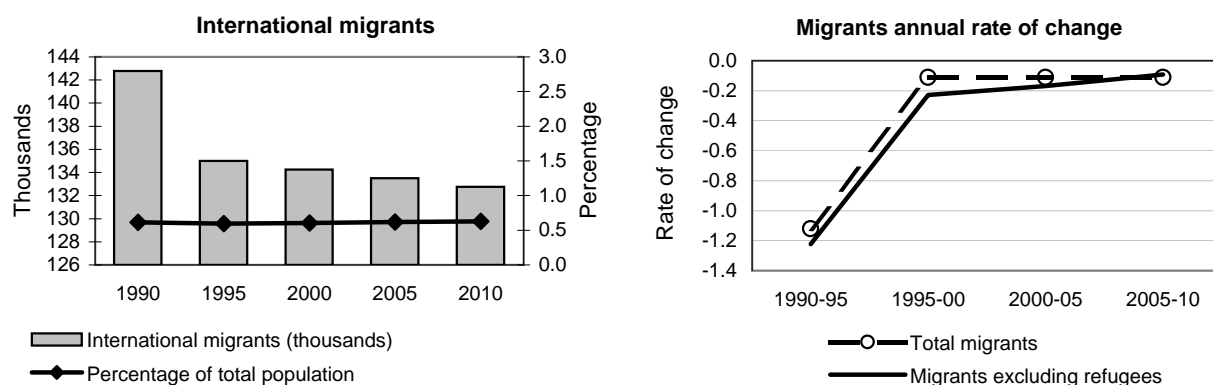 International migrants
Thousands
144
142
140
138
136
134
132
130
128
126
3.0
2.5
2.0
1.5
1.0
0.5
0.0
Percentage
1990 1995 2000 2005 2010
International migrants (thousands)
Percentage of total population
Migrants annual rate of change
Rate of change
0.0
-0.2
-0.4
-0.6
-0.8
-1.0
-1.2
-1.4
1990-95 1995-00 2000-05 2005-10
Total migrants
Migrants excluding refugees